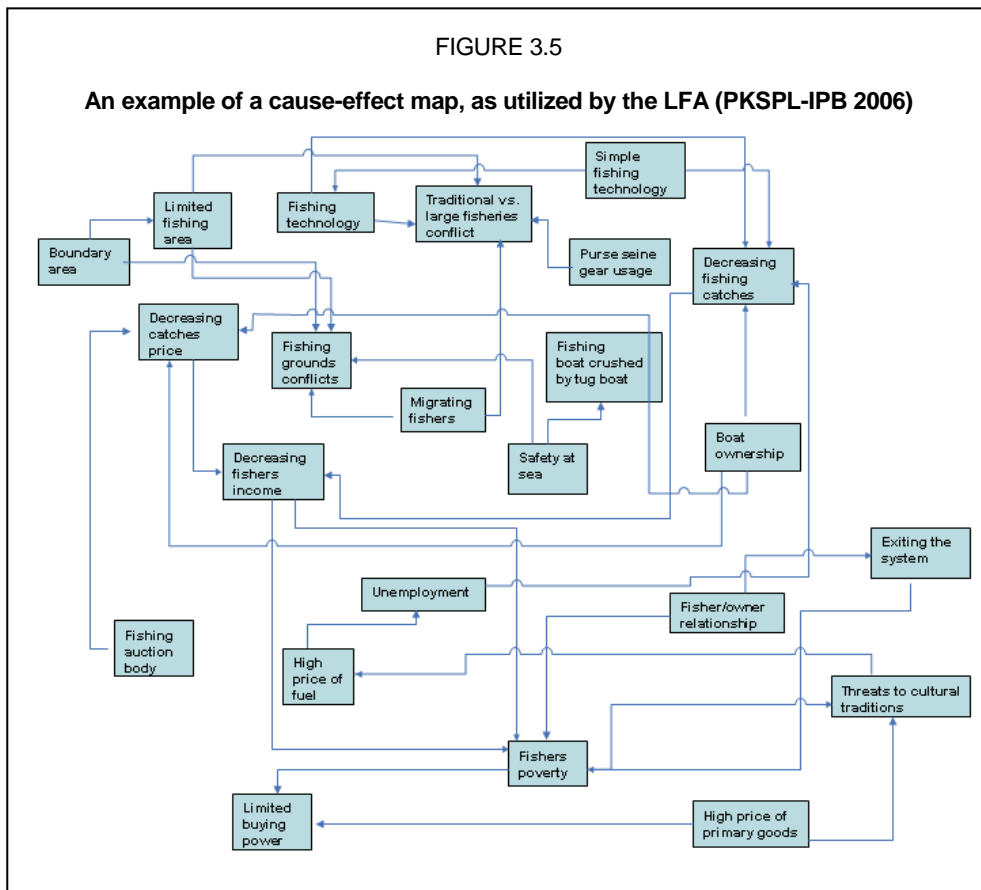 FIGURE 3.5
An example of a cause-effect map, as utilized by the LFA (PKSPL-IPB 2006)
Simple
fishing
technology
Limited
fishing
area
Fishing
technology
Traditional vs.
large fisheries
conflict
Boundary
area
Purse seine
gear usage
Decreasing
fishing
catches
Decreasing
catches
price
Fishing
grounds
conflicts
Fishing
boat crushed
by tug boat
Migrating
fishers
Boat
ownership
Decreasing
fishers
income
Safety at
sea
Exiting the
system
Unemployment
Fisher/owner
relationship
Fishing
auction
body
High
price of
fuel
Threats to cultural
traditions
Fishers
poverty
Limited
buying
power
High price of
primary goods